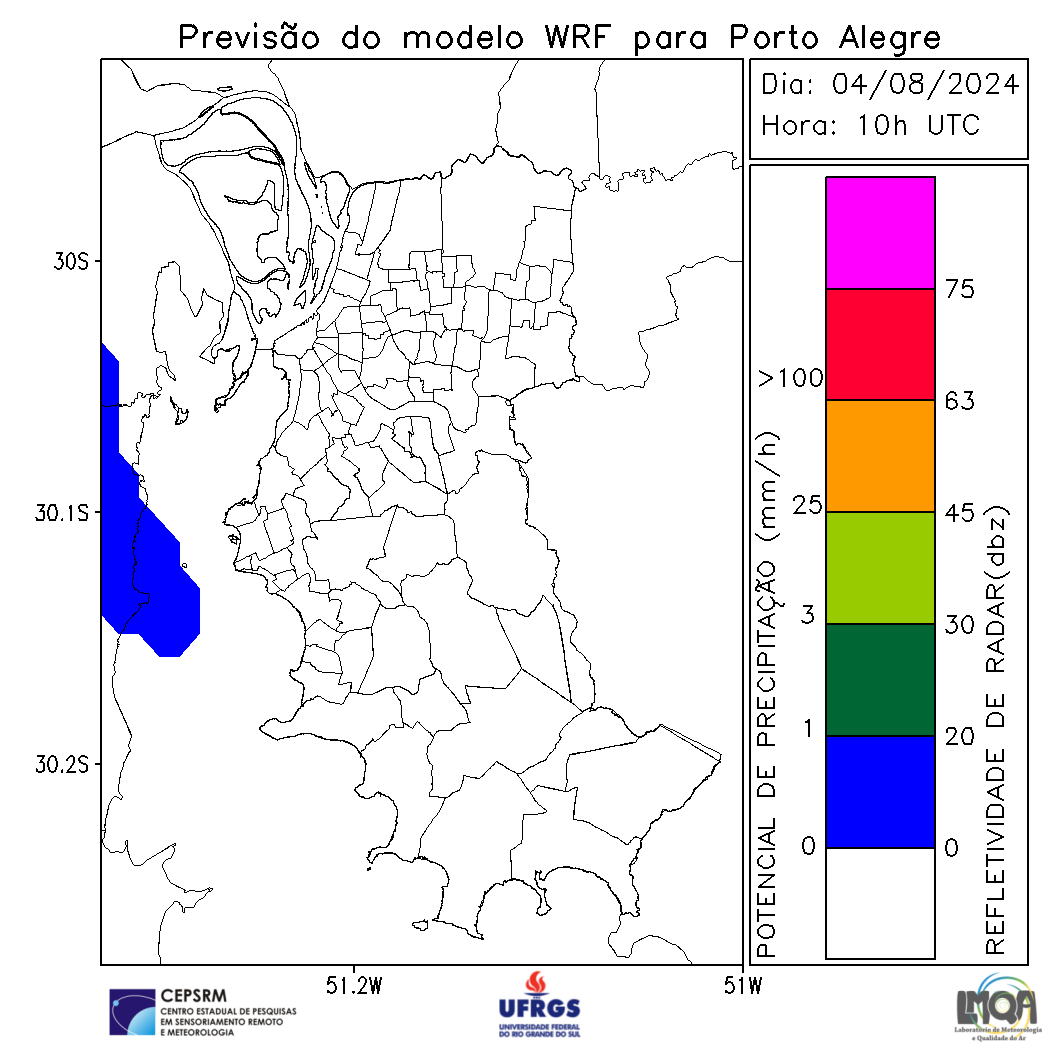 Previsão do modelo WRF para Porto Alegre
Dia: 04/08/2024
Hora: 10h UTC
30S
30.1S
30.2S
51.2W
51W
POTENCIAL DE PRECIPITAÇÃO (mm/h)
>100
25
3
1
0
75
63
45
30
20
0
REFLETIVIDADE DE RADAR(dbz)
CEPSRM
CENTRO ESTADUAL DE PESQUISAS
EM SENSORIAMENTO REMOTO
E METEOROLOGIA
UFRGS
UNIVERSIDADE FEDERAL
DO RIO GRANDE DO SUL
LMQA
Laboratório de Meteorologia
e Qualidade do Ar